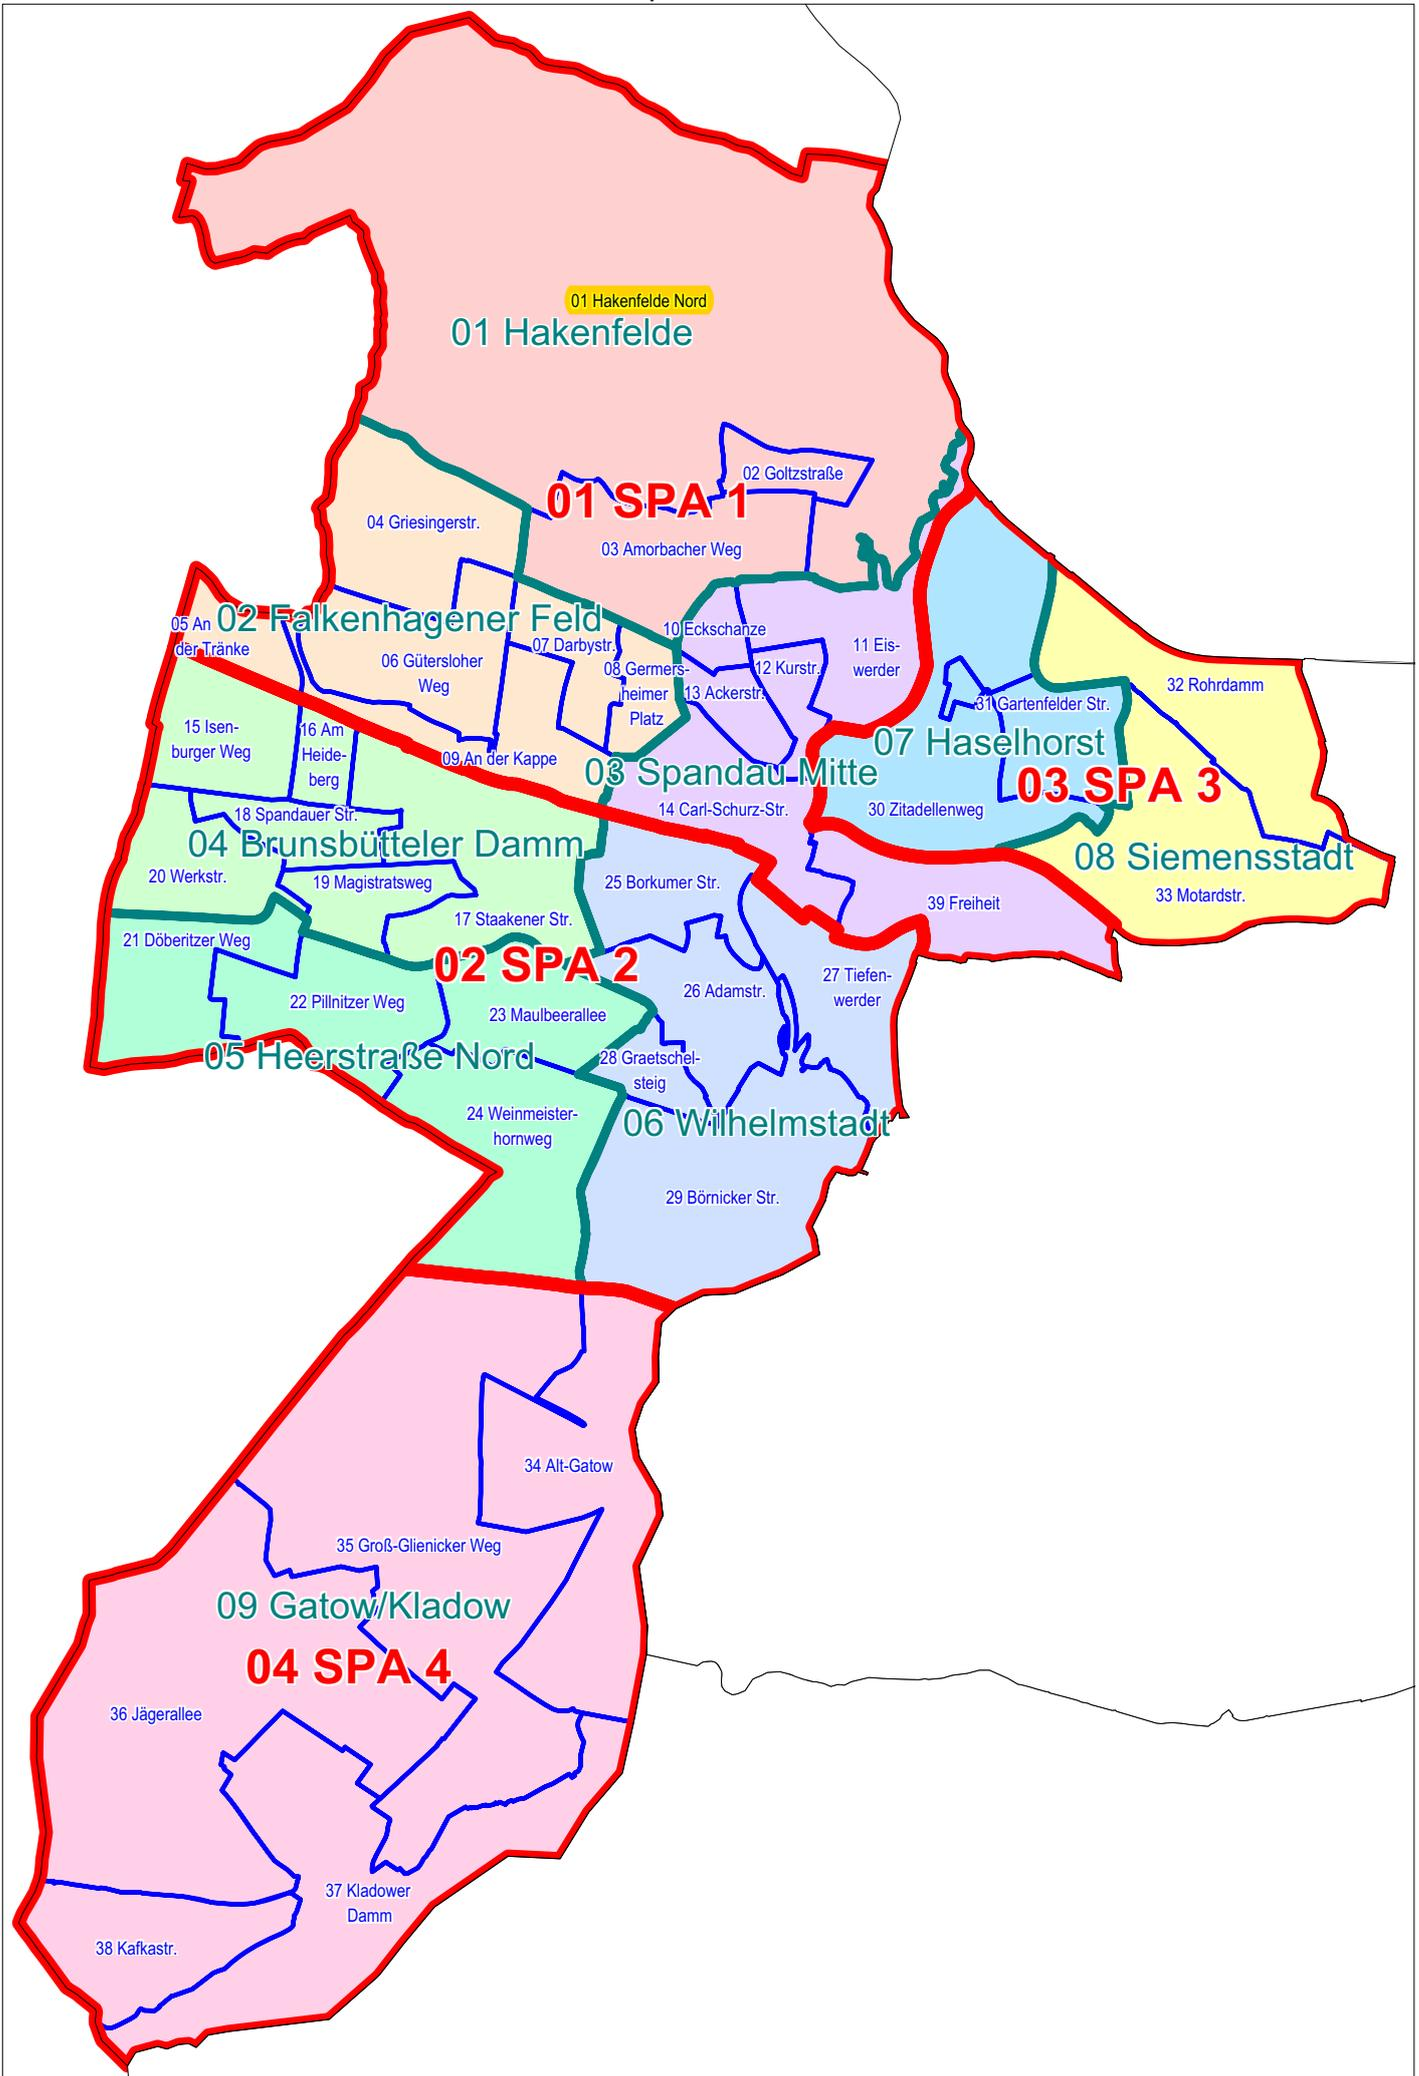 01 Hakenfelde Nord
01 Hakenfelde
02 Goltzstraße
01 SPA 1
04 Griesingerstr.
03 Amorbacher Weg
02 Falkenhagener Feld
05 An
der Tränke
06 Gütersloher
Weg
07 Darbystr.
08 Germers-
heimer
Platz
09 An der Kappe
10 Eckschanze
11 Eis-
werder
12 Kurstr.
13 Ackerstr.
03 Spandau Mitte
14 Carl-Schurz-Str.
32 Rohrdamm
31 Gartenfelder Str.
07 Haselhorst
03 SPA 3
30 Zitadellenweg
08 Siemensstadt
33 Motardstr.
39 Freiheit
15 Isen-
burger Weg
16 Am
Heide-
berg
18 Spandauer Str.
04 Brunsbütteler Damm
20 Werkstr.
19 Magistratsweg
17 Staakener Str.
25 Borkumer Str.
21 Döberitzer Weg
02 SPA 2
22 Pillnitzer Weg
23 Maulbeerallee
26 Adamstr.
27 Tiefen-
werder
05 Heerstraße Nord
28 Graetschel-
steig
24 Weinmeister-
hornweg
06 Wilhelmstadt
29 Börnicker Str.
34 Alt-Gatow
35 Groß-Glienicker Weg
09 Gatow/Kladow
04 SPA 4
36 Jägerallee
37 Kladower
Damm
38 Kafkastr.